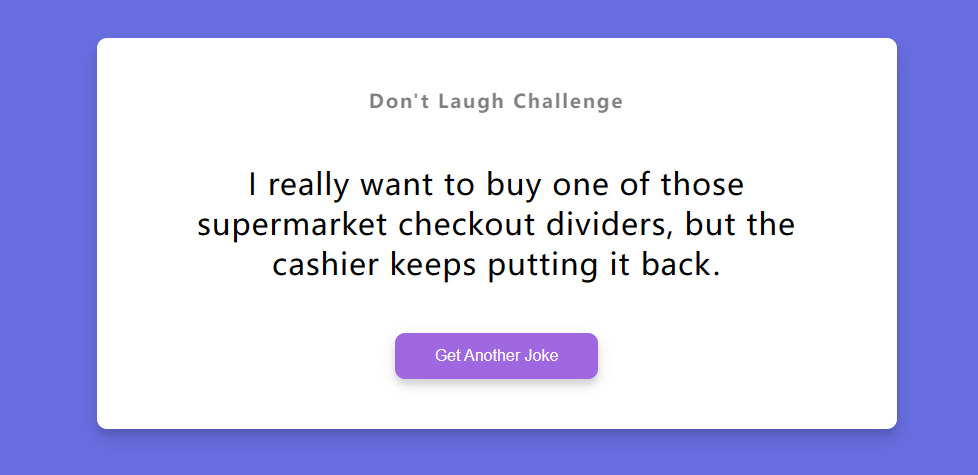 Don't Laugh Challenge
I really want to buy one of those
supermarket checkout dividers, but the
cashier keeps putting it back.
Get Another Joke